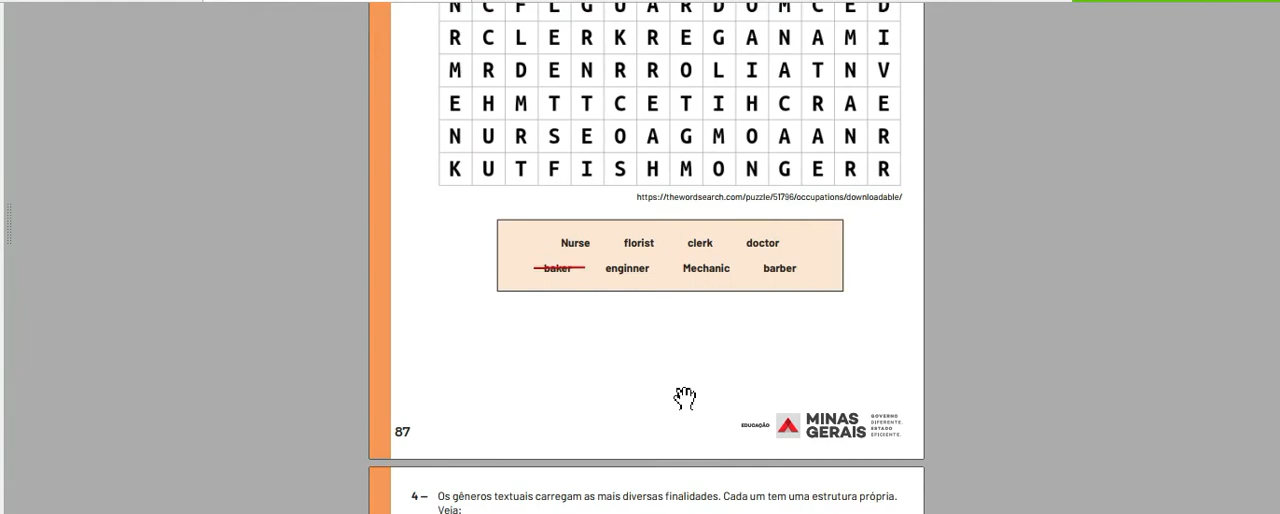 N C F L G U A R D O M C E D
R C L E R K R E G A N A M I
M R D E N R R O L I A T N V
E H M T T C E T I H C R A E
N U R S E O A G M O A A N R
K U T F I S H M O N G E R R
https://thewordsearch.com/puzzle/51796/occupations/downloadable/
Nurse florist clerk doctor
baker enginner Mechanic barber
EDUCAÇÃO MINAS GERAIS GOVERNO DIFERENTE. ESTADO EFICIENTE.
87
4 – Os gêneros textuais carregam as mais diversas finalidades. Cada um tem uma estrutura própria.
Veja: